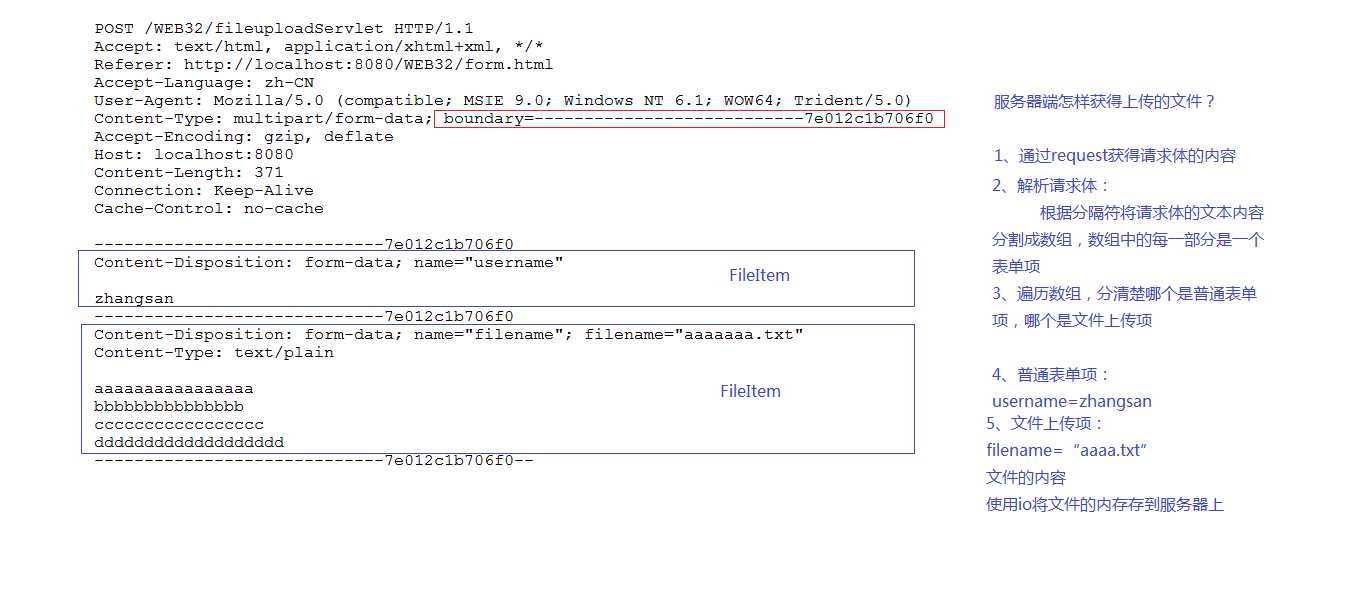 POST /WEB32/fileuploadServlet HTTP/1.1
Accept: text/html, application/xhtml+xml, */*
Referer: http://localhost:8080/WEB32/form.html
Accept-Language: zh-CN
User-Agent: Mozilla/5.0 (compatible; MSIE 9.0; Windows NT 6.1; WOW64; Trident/5.0)
Content-Type: multipart/form-data; boundary=---------------------------7e012c1b706f0
Accept-Encoding: gzip, deflate
Host: localhost:8080
Content-Length: 371
Connection: Keep-Alive
Cache-Control: no-cache
-----------------------------7e012c1b706f0
Content-Disposition: form-data; name="username"
FileItem
zhangsan
-----------------------------7e012c1b706f0
Content-Disposition: form-data; name="filename"; filename="aaaaaaa.txt"
Content-Type: text/plain
aaaaaaaaaaaaaaaa
FileItem
bbbbbbbbbbbbbbb
ccccccccccccccccc
ddddddddddddddddddd
-----------------------------7e012c1b706f0--
服务器端怎样获得上传的文件？
1、通过request获得请求体的内容
2、解析请求体：
根据分隔符将请求体的文本内容
分割成数组，数组中的每一部分是一个
表单项
3、遍历数组，分清楚哪个是普通表单
项，哪个是文件上传项
4、普通表单项：
username=zhangsan
5、文件上传项：
filename=“aaaa.txt“
文件的内容
使用io将文件的内存存到服务器上